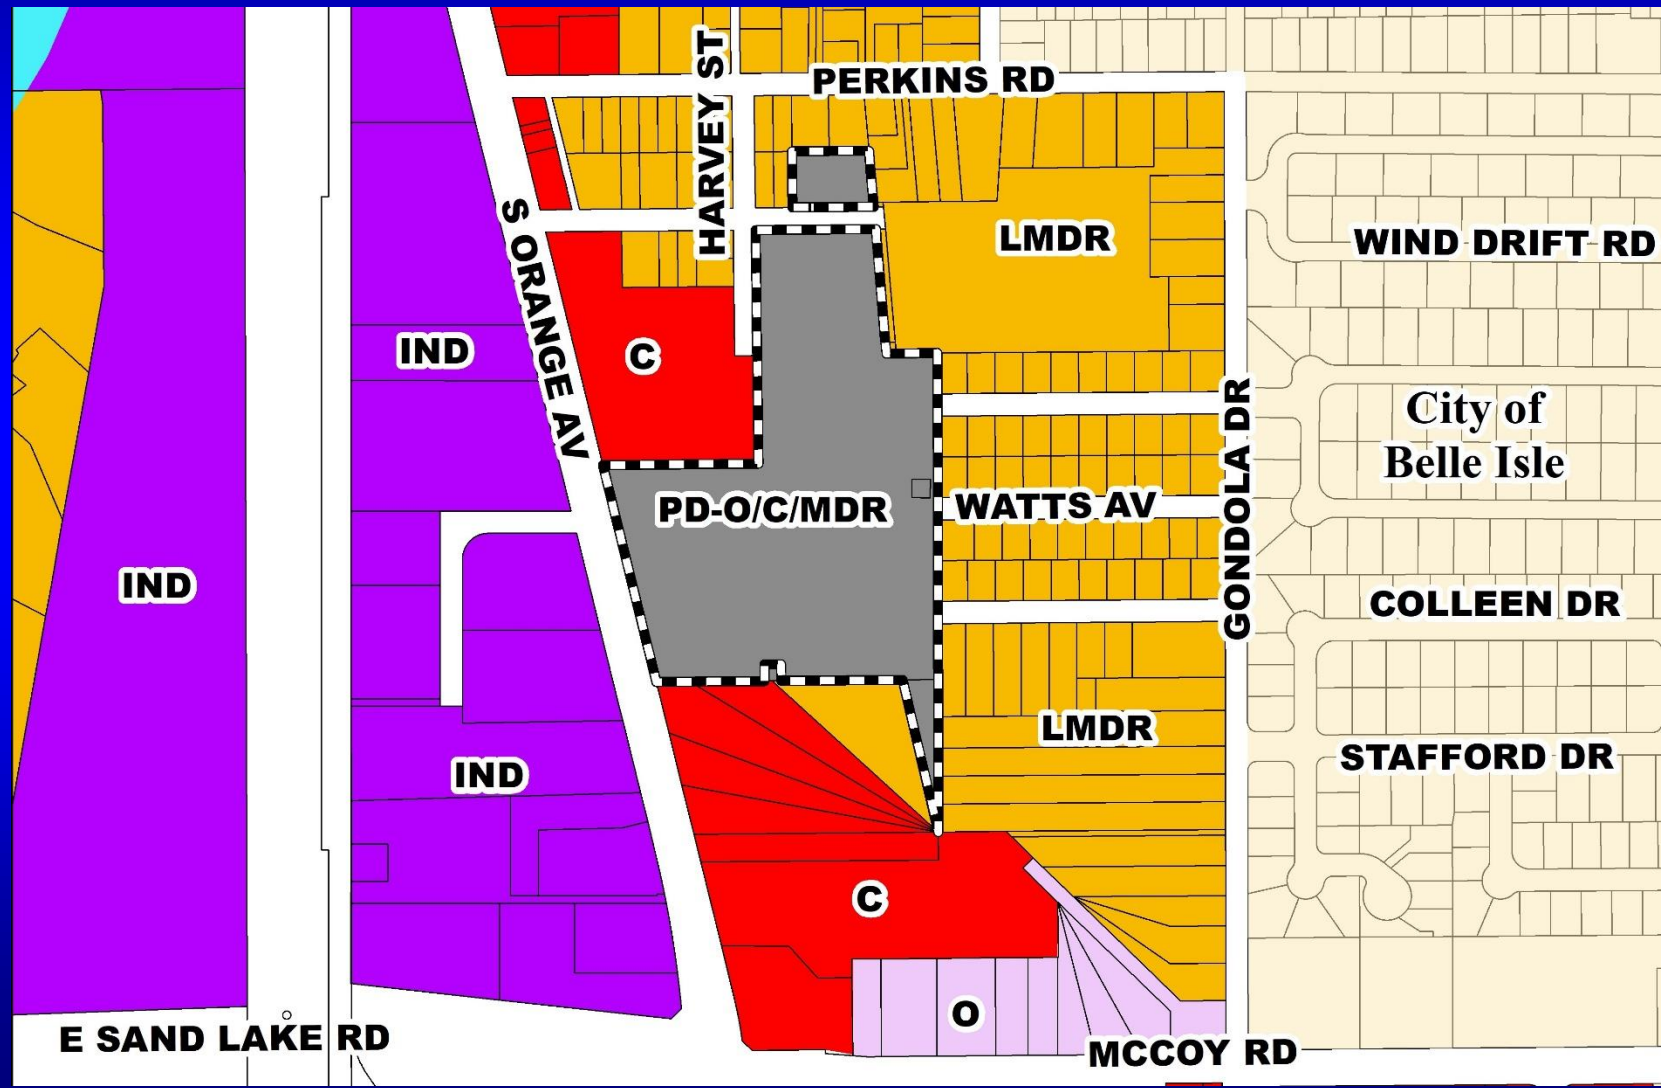 PERKINS RD
HARVEY ST
S ORANGE AV
LMDR
WIND DRIFT RD
IND
C
City of
Belle Isle
GONDOLA DR
PD-O/C/MDR
WATTS AV
IND
COLLEEN DR
LMDR
STAFFORD DR
IND
C
O
E SAND LAKE RD
MCCOY RD